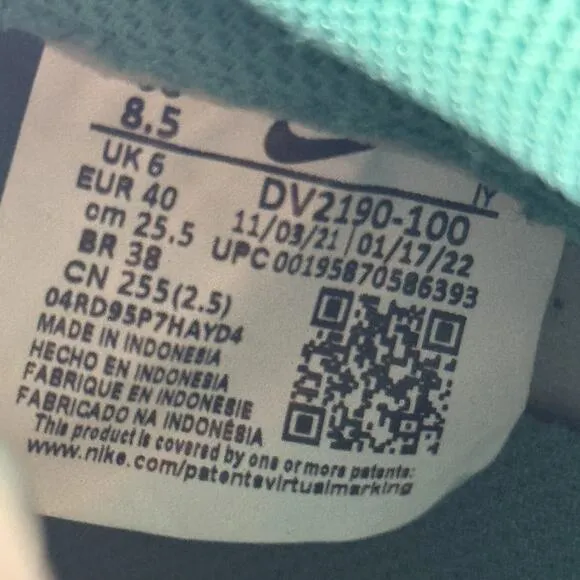 8.5
UK 6
EUR 40
cm 25.5
BR 38
CN 255(2.5)
IY
DV2190-100
11/03/21 | 01/17/22
UPC 00195870586393
04RD95P7HAYD4
MADE IN INDONESIA
HECHO EN INDONESIA
FABRIQUE EN INDONESIE
FABRICADO NA INDONÉSIA
This product is covered by one or more patents:
www.nike.com/patentsvirtualmarking